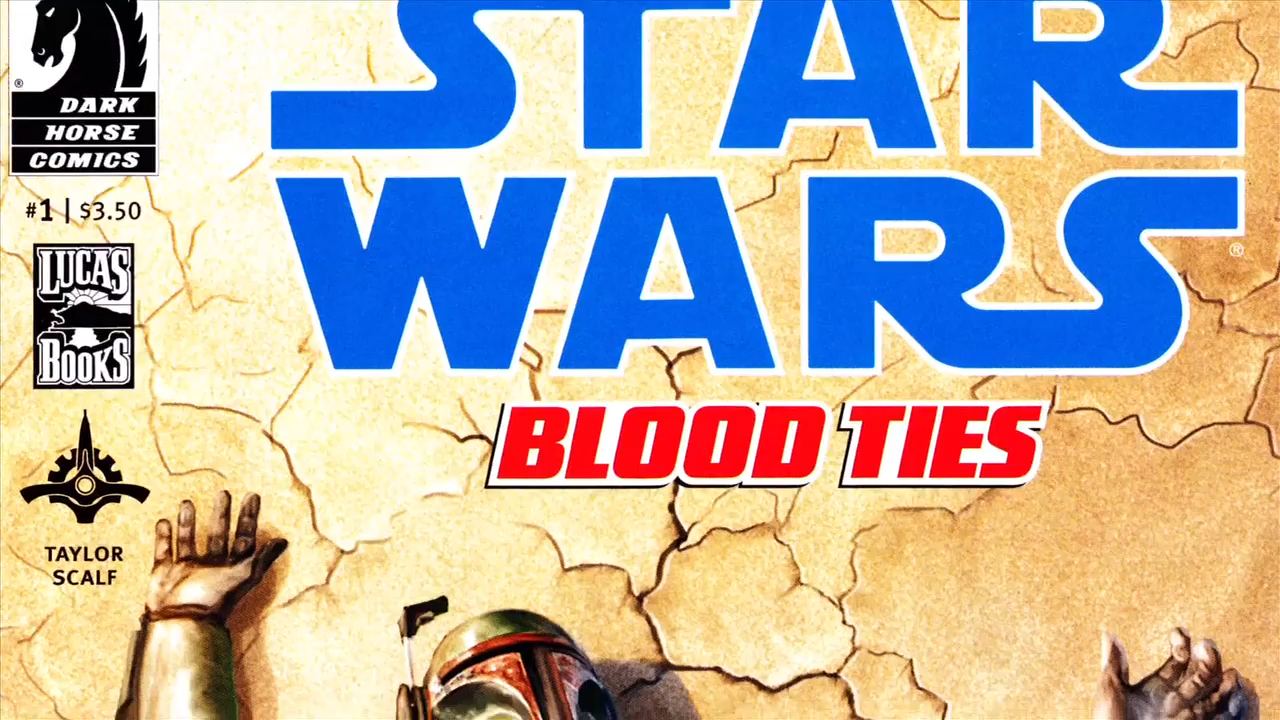 STAR
WARS
®
BLOOD TIES
®
DARK
HORSE
COMICS
#1 | $3.50
LUCAS
BOOKS
TAYLOR
SCALF